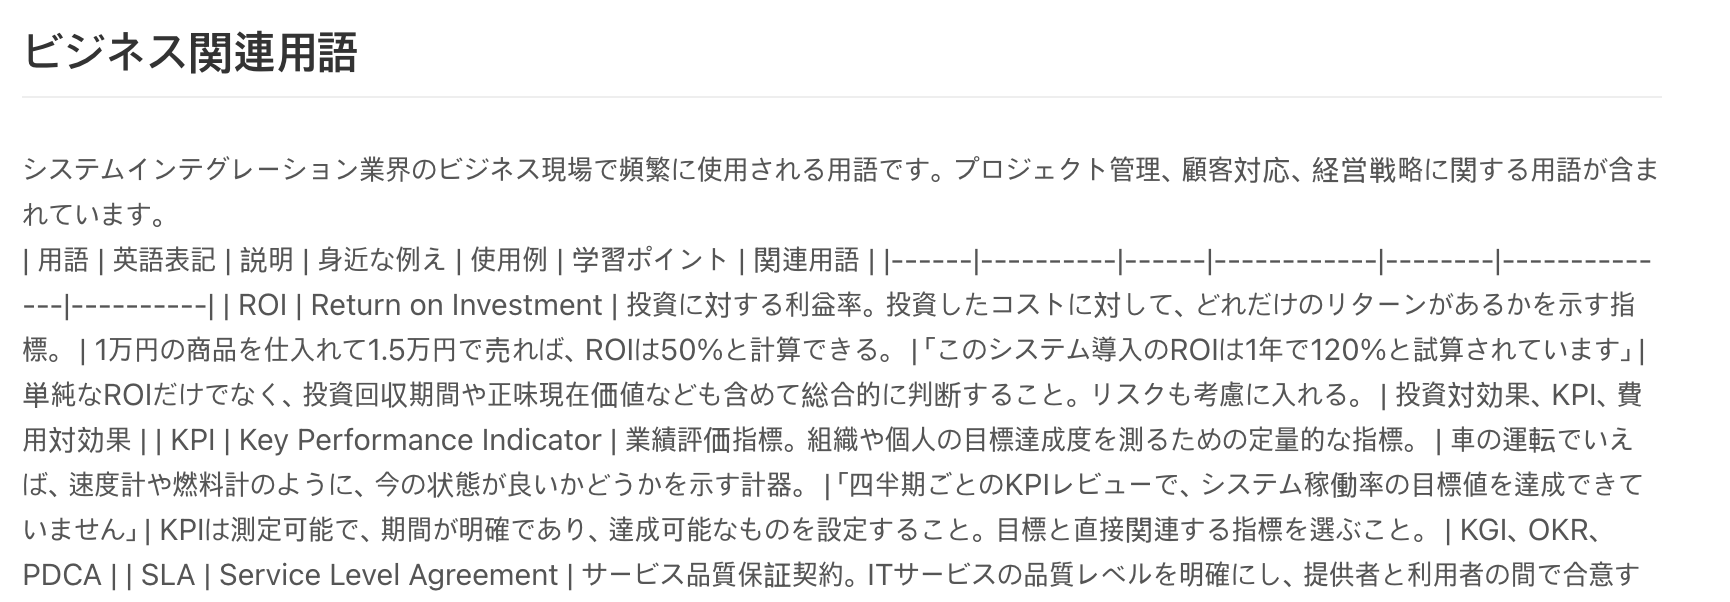 ビジネス関連用語
システムインテグレーション業界のビジネス現場で頻繁に使用される用語です。プロジェクト管理、顧客対応、経営戦略に関する用語が含ま
れています。
| 用語 | 英語表記 | 説明 | 身近な例え | 使用例 | 学習ポイント | 関連用語 | |------|----------|------|------------|--------|-----------
---|----------| | ROI | Return on Investment | 投資に対する利益率。投資したコストに対して、どれだけのリターンがあるかを示す指
標。 | 1万円の商品を仕入れて1.5万円で売れば、ROIは50%と計算できる。 |「このシステム導入のROIは1年で120%と試算されています」|
単純なROIだけでなく、投資回収期間や正味現在価値なども含めて総合的に判断すること。リスクも考慮に入れる。 | 投資対効果、KPI、費
用対効果 | | KPI | Key Performance Indicator | 業績評価指標。組織や個人の目標達成度を測るための定量的な指標。 | 車の運転でいえ
ば、速度計や燃料計のように、今の状態が良いかどうかを示す計器。 |「四半期ごとのKPIレビューで、システム稼働率の目標値を達成できて
いません」| KPIは測定可能で、期間が明確であり、達成可能なものを設定すること。目標と直接関連する指標を選ぶこと。 | KGI、OKR、
PDCA | | SLA | Service Level Agreement | サービス品質保証契約。ITサービスの品質レベルを明確にし、提供者と利用者の間で合意す